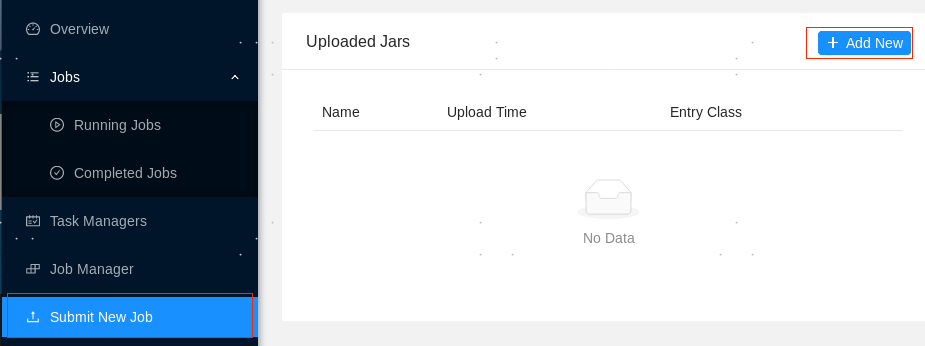 Overview
Jobs
Running Jobs
Completed Jobs
Task Managers
Job Manager
Submit New Job
Uploaded Jars
Add New
Name Upload Time Entry Class
No Data